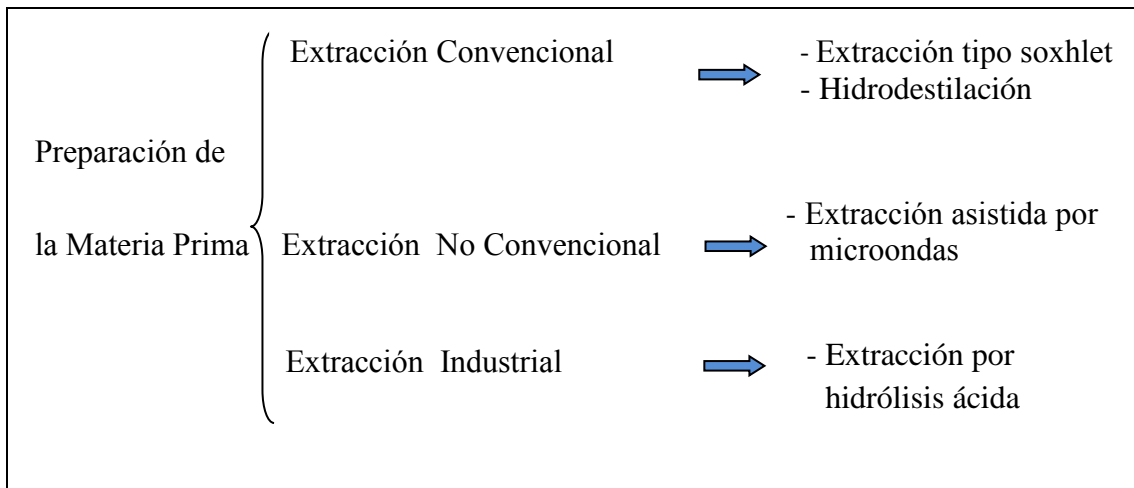 Extracción Convencional
- Extracción tipo soxhlet
- Hidrodestilación
Preparación de
la Materia Prima
Extracción No Convencional
- Extracción asistida por
microondas
Extracción Industrial
- Extracción por
hidrólisis ácida